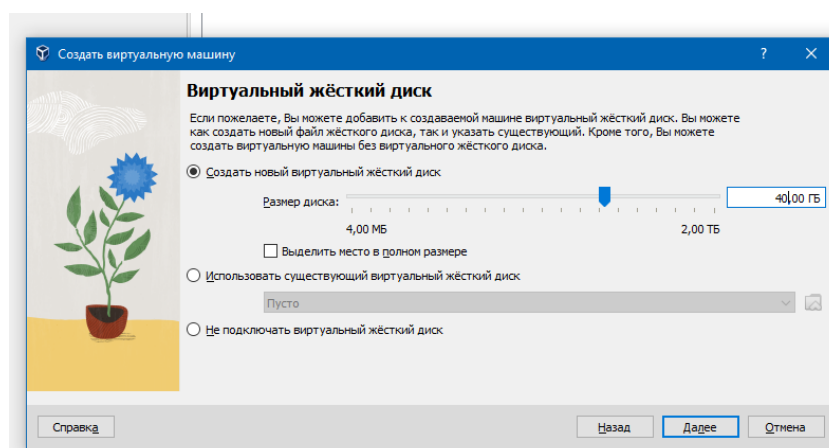 Создать виртуальную машину
Виртуальный жёсткий диск
Если пожелаете, Вы можете добавить к создаваемой машине виртуальный жёсткий диск. Вы можете
как создать новый файл жёсткого диска, так и указать существующий. Кроме того, Вы можете
создать виртуальную машины без виртуального жёсткого диска.
Создать новый виртуальный жёсткий диск
Размер диска: 40,00 ГБ
4,00 МБ 2,00 ТБ
Выделить место в полном размере
Использовать существующий виртуальный жёсткий диск
Пусто
Не подключать виртуальный жёсткий диск
Справка Назад Далее Отмена